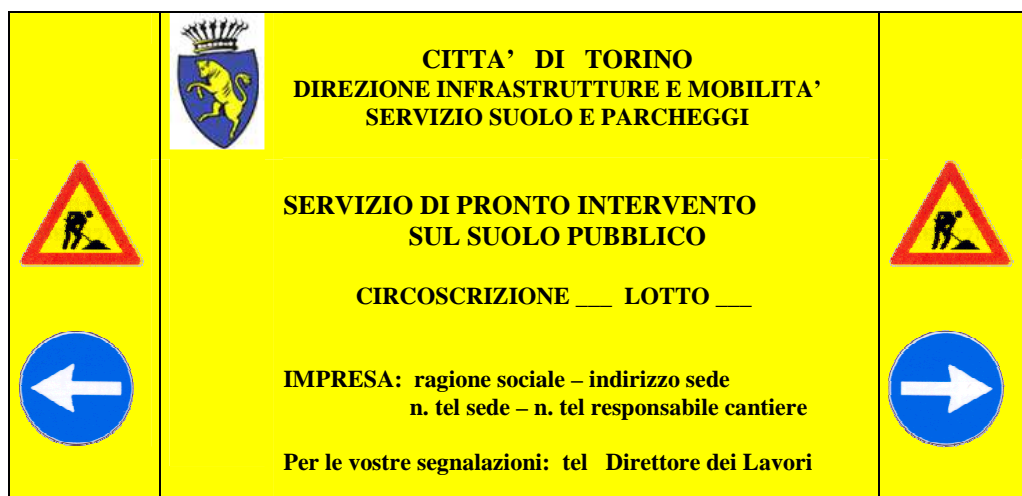 CITTA' DI TORINO
DIREZIONE INFRASTRUTTURE E MOBILITA'
SERVIZIO SUOLO E PARCHEGGI
SERVIZIO DI PRONTO INTERVENTO
SUL SUOLO PUBBLICO
CIRCOSCRIZIONE ___ LOTTO ___
IMPRESA: ragione sociale – indirizzo sede
n. tel sede – n. tel responsabile cantiere
Per le vostre segnalazioni: tel Direttore dei Lavori